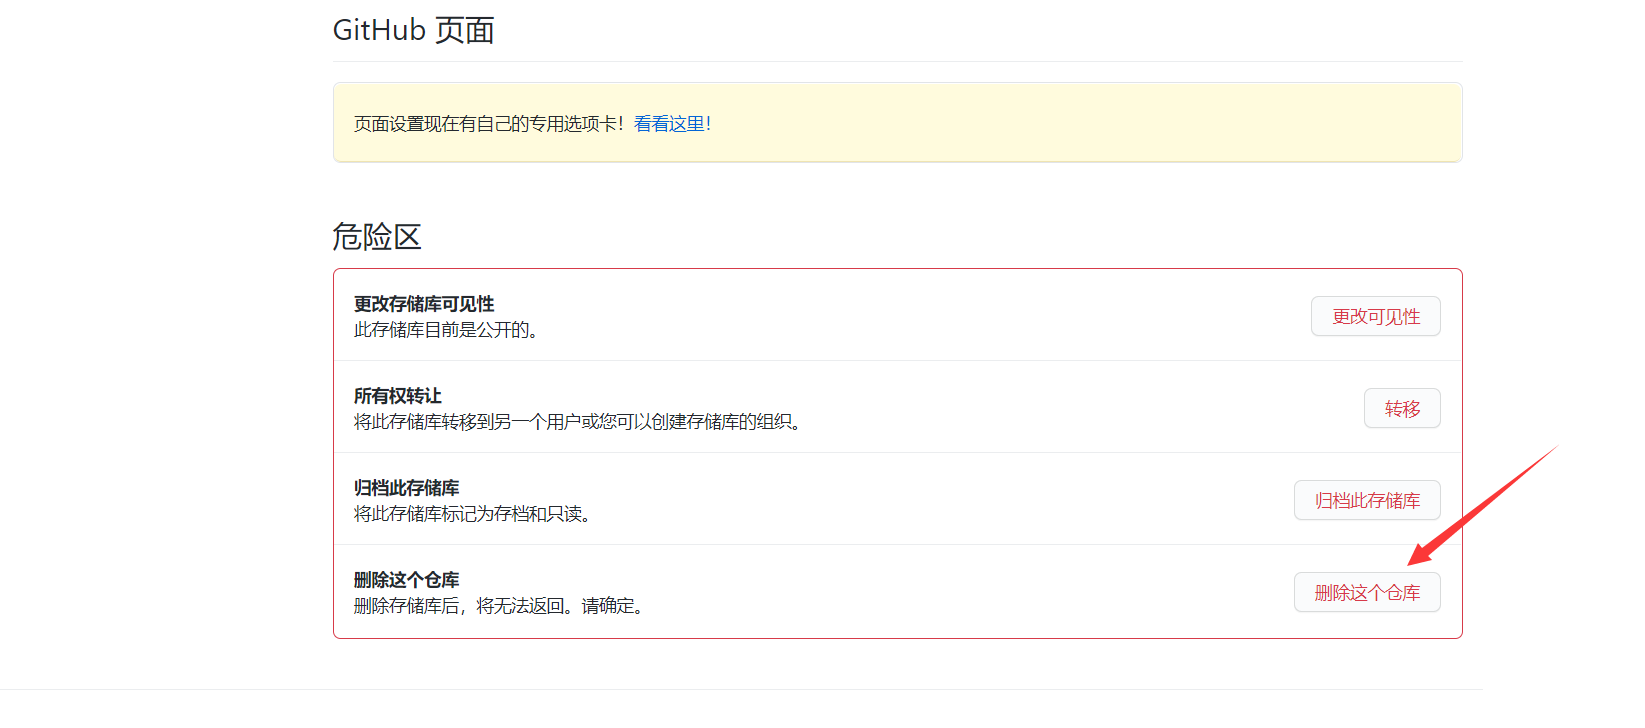 GitHub 页面
页面设置现在有自己的专用选项卡！看看这里！
危险区
更改存储库可见性
此存储库目前是公开的。
更改可见性
所有权转让
将此存储库转移到另一个用户或您可以创建存储库的组织。
转移
归档此存储库
将此存储库标记为存档和只读。
归档此存储库
删除这个仓库
删除存储库后，将无法返回。请确定。
删除这个仓库